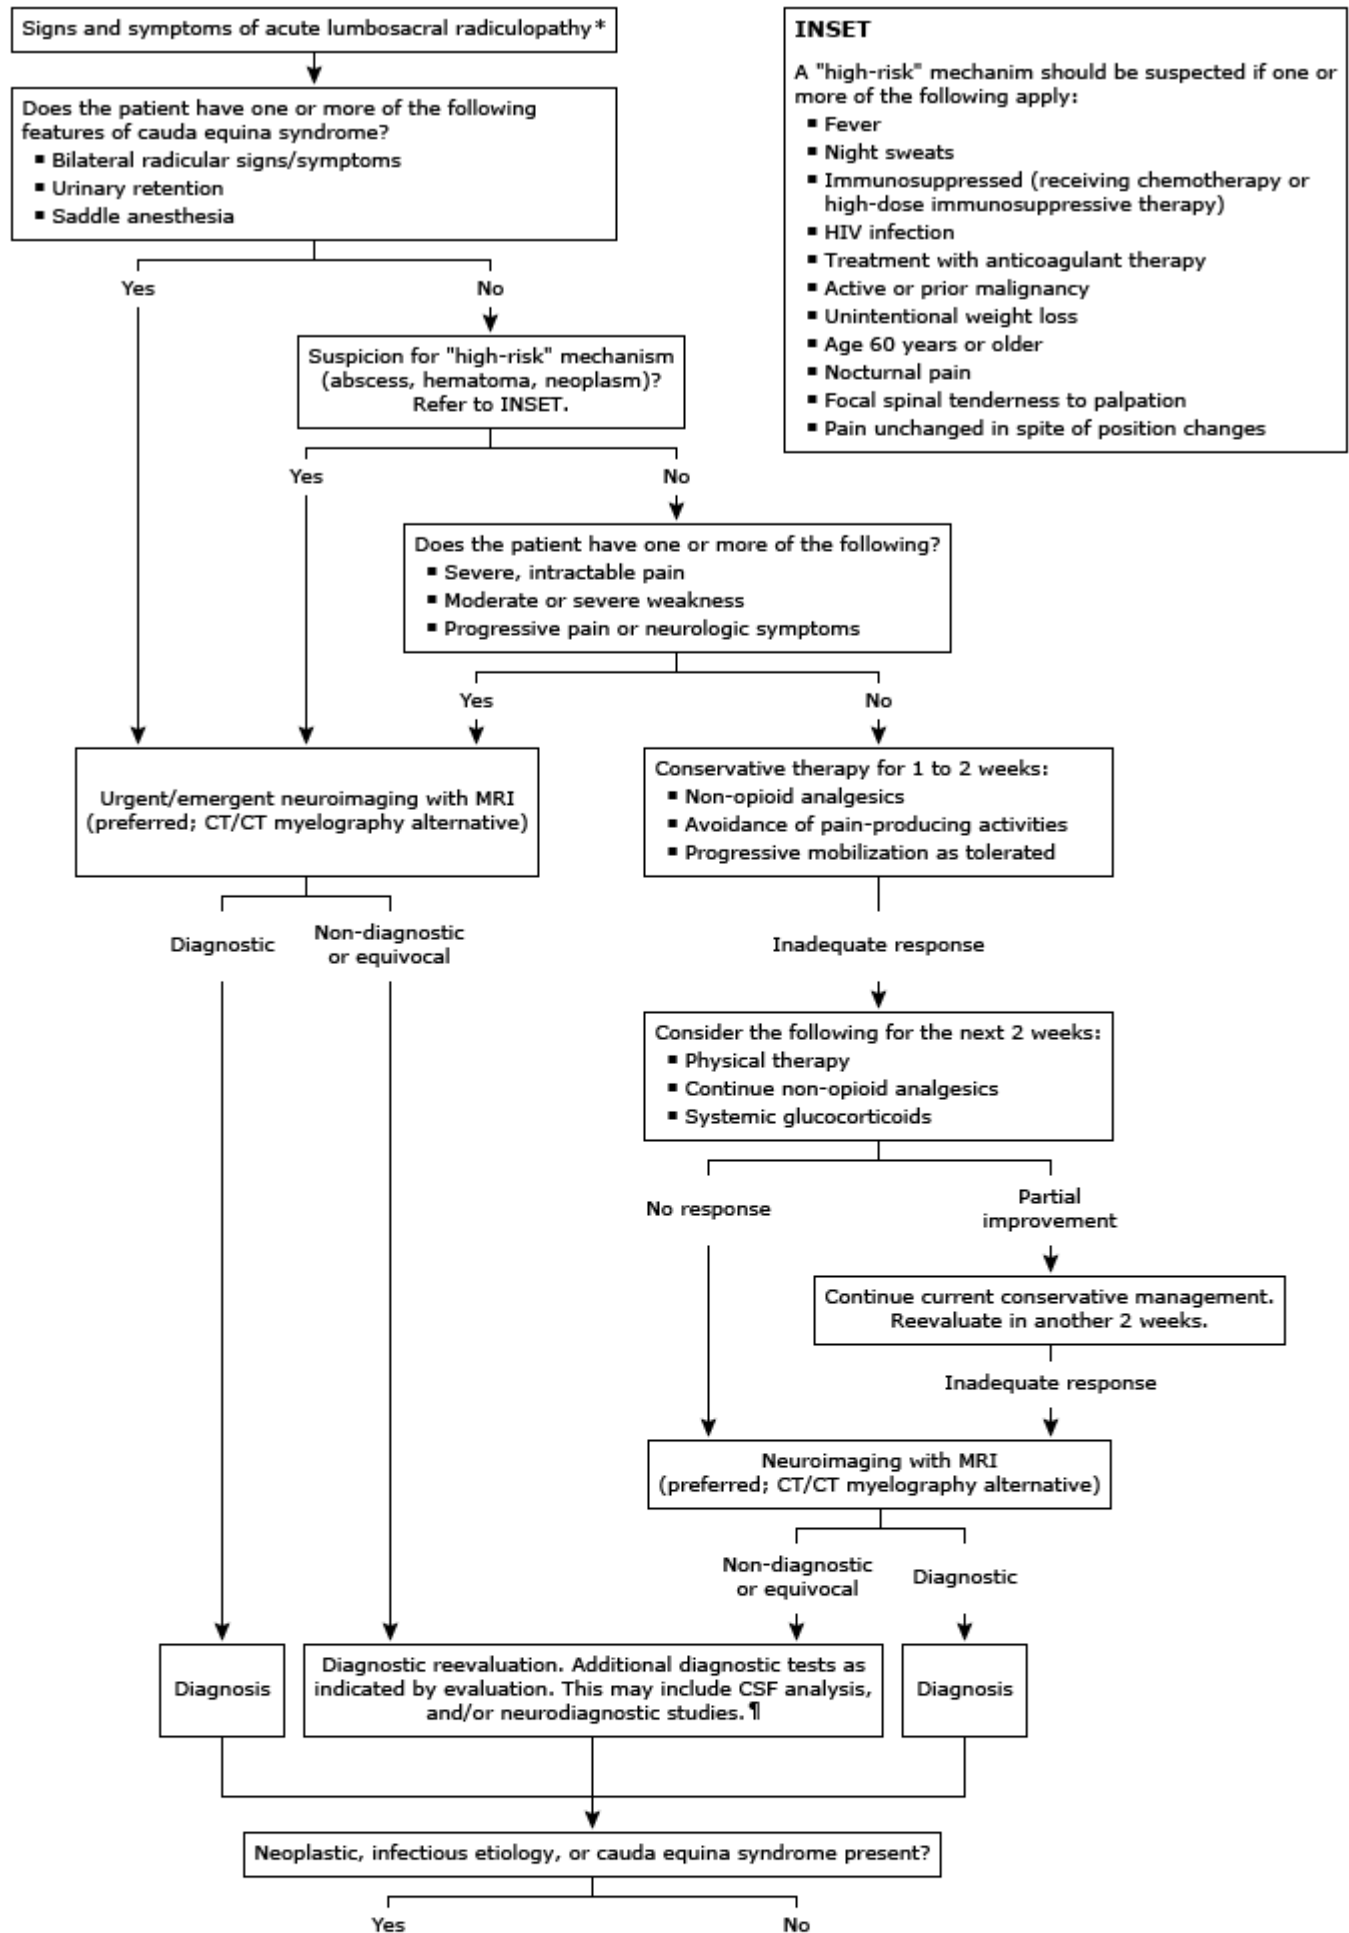 Signs and symptoms of acute lumbosacral radiculopathy*
Does the patient have one or more of the following
features of cauda equina syndrome?
▪ Bilateral radicular signs/symptoms
▪ Urinary retention
▪ Saddle anesthesia
INSET
A "high-risk" mechanim should be suspected if one or
more of the following apply:
▪ Fever
▪ Night sweats
▪ Immunosuppressed (receiving chemotherapy or
high-dose immunosuppressive therapy)
▪ HIV infection
▪ Treatment with anticoagulant therapy
▪ Active or prior malignancy
▪ Unintentional weight loss
▪ Age 60 years or older
▪ Nocturnal pain
▪ Focal spinal tenderness to palpation
▪ Pain unchanged in spite of position changes
Yes
No
Suspicion for "high-risk" mechanism
(abscess, hematoma, neoplasm)?
Refer to INSET.
Yes
No
Does the patient have one or more of the following?
▪ Severe, intractable pain
▪ Moderate or severe weakness
▪ Progressive pain or neurologic symptoms
Yes
No
Urgent/emergent neuroimaging with MRI
(preferred; CT/CT myelography alternative)
Conservative therapy for 1 to 2 weeks:
▪ Non-opioid analgesics
▪ Avoidance of pain-producing activities
▪ Progressive mobilization as tolerated
Diagnostic
Non-diagnostic
or equivocal
Inadequate response
Consider the following for the next 2 weeks:
▪ Physical therapy
▪ Continue non-opioid analgesics
▪ Systemic glucocorticoids
No response
Partial
improvement
Continue current conservative management.
Reevaluate in another 2 weeks.
Inadequate response
Neuroimaging with MRI
(preferred; CT/CT myelography alternative)
Non-diagnostic
or equivocal
Diagnostic
Diagnosis
Diagnostic reevaluation. Additional diagnostic tests as
indicated by evaluation. This may include CSF analysis,
and/or neurodiagnostic studies.¶
Diagnosis
Neoplastic, infectious etiology, or cauda equina syndrome present?
Yes
No